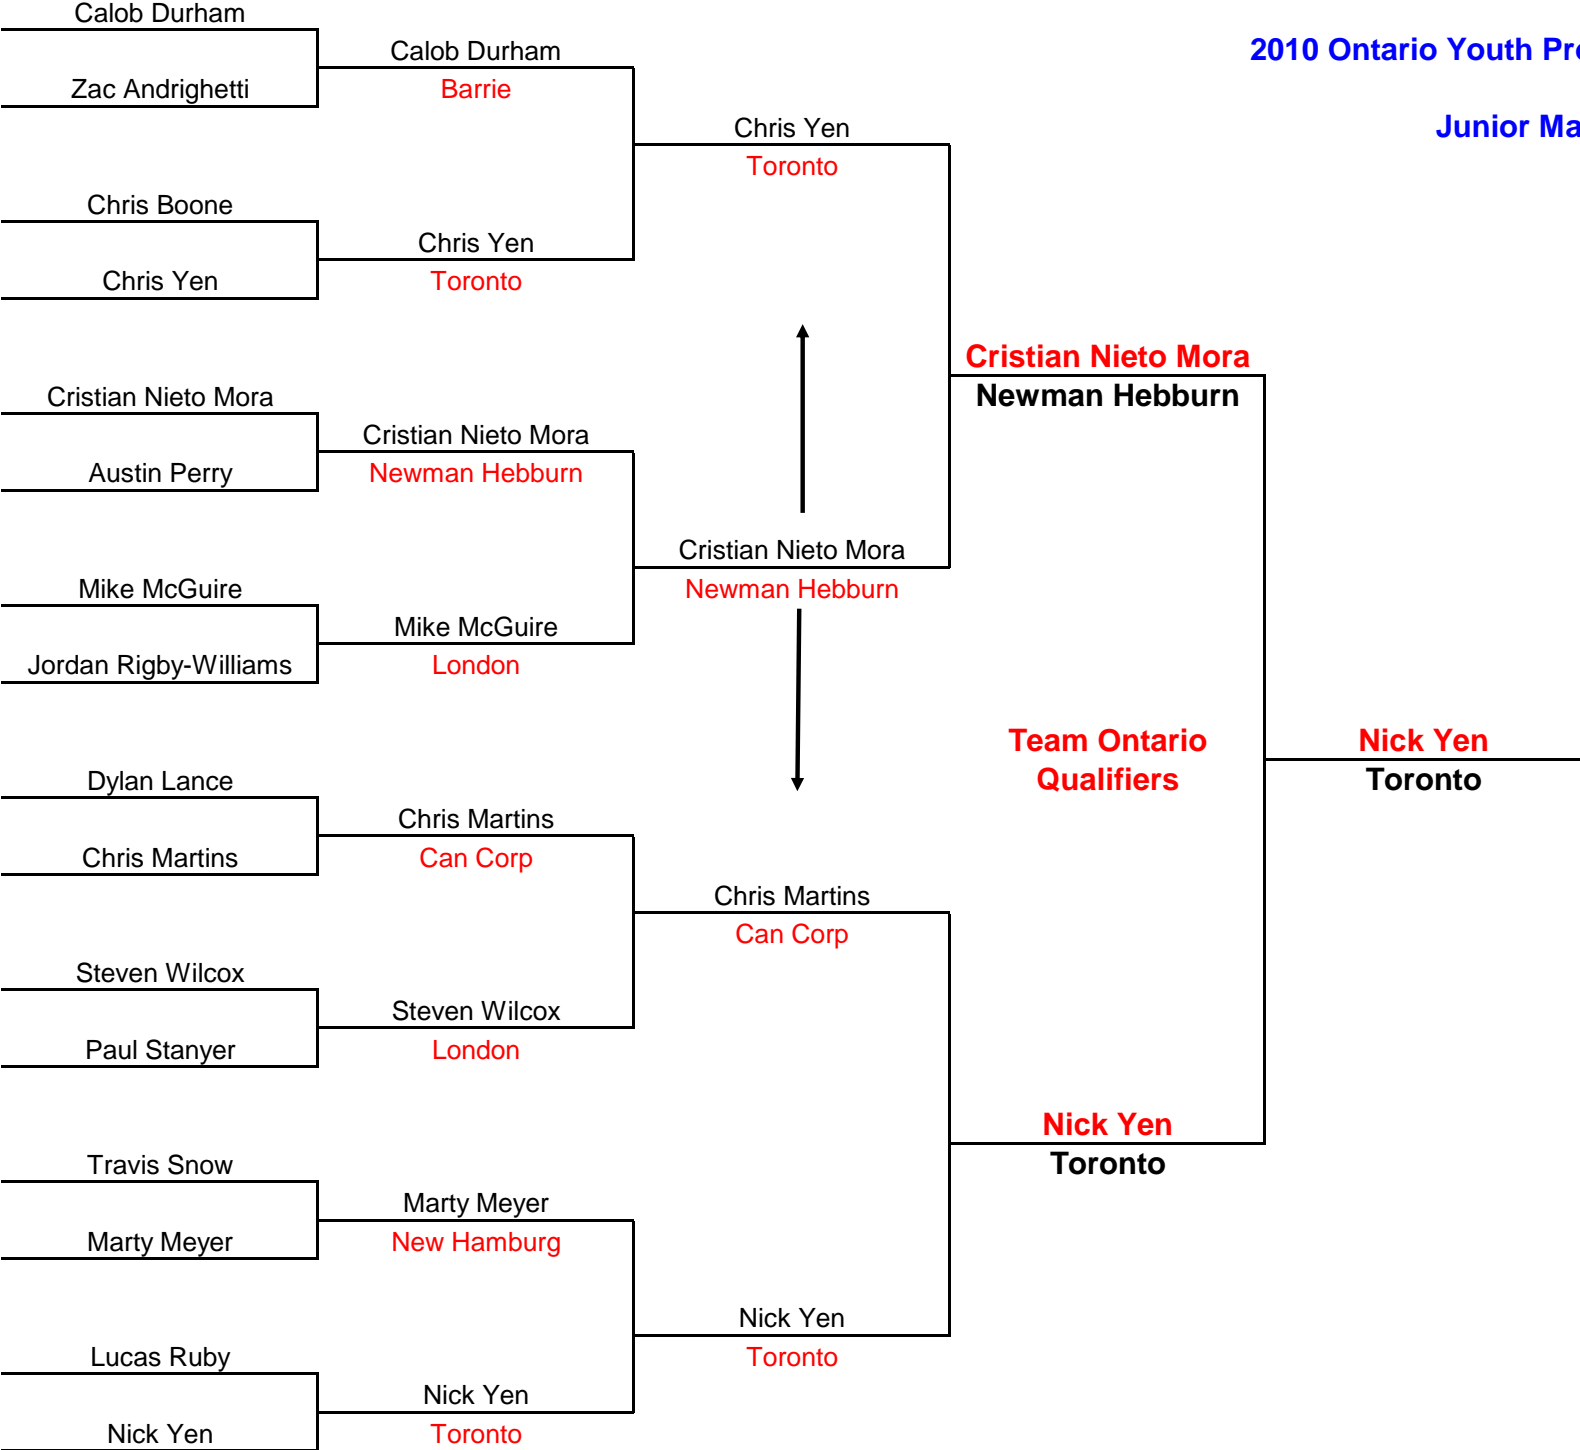 Calob Durham
Zac Andrighetti
Chris Boone
Chris Yen
Cristian Nieto Mora
Austin Perry
Mike McGuire
Jordan Rigby-Williams
Dylan Lance
Chris Martins
Steven Wilcox
Paul Stanyer
Travis Snow
Marty Meyer
Lucas Ruby
Nick Yen
Calob Durham
Barrie
Chris Yen
Toronto
Cristian Nieto Mora
Newman Hebburn
Mike McGuire
London
Chris Martins
Can Corp
Steven Wilcox
London
Marty Meyer
New Hamburg
Nick Yen
Toronto
Chris Yen
Toronto
Cristian Nieto Mora
Newman Hebburn
Chris Martins
Can Corp
Nick Yen
Toronto
Cristian Nieto Mora
Newman Hebburn
Team Ontario
Qualifiers
Nick Yen
Toronto
2010 Ontario Youth
Junior
Nick Yen
Toronto